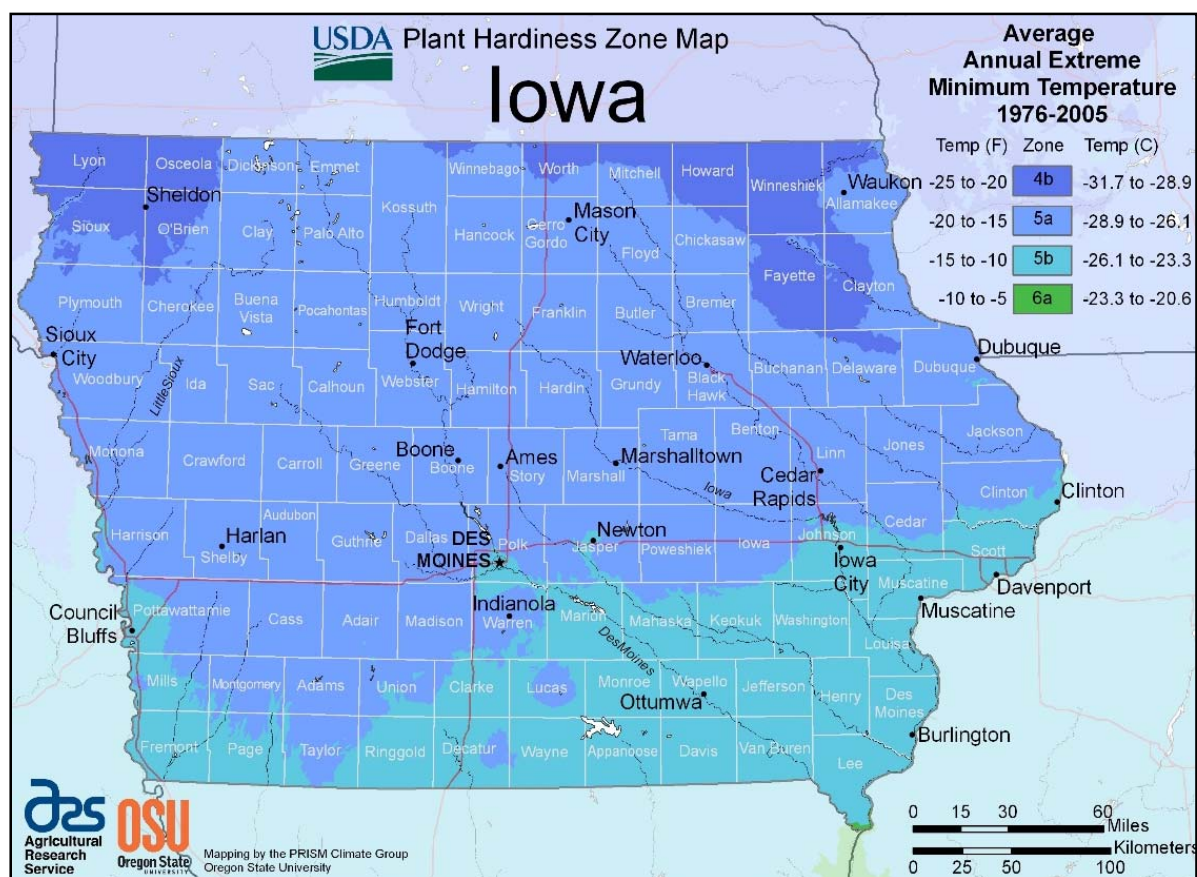 USDA Plant Hardiness Zone Map
Iowa
Average
Annual Extreme
Minimum Temperature
1976-2005
Temp (F) Zone Temp (C)
-25 to -20 4b -31.7 to -28.9
-20 to -15 5a -28.9 to -26.1
-15 to -10 5b -26.1 to -23.3
-10 to -5 6a -23.3 to -20.6
Lyon
Osceola
Dickinson
Emmet
Winnebago
Worth
Mitchell
Howard
Winneshiek
Allamakee
Waukon
Sheldon
Kossuth
Mason
City
Sioux
O'Brien
Clay
Palo Alto
Hancock
Cerro
Gordo
Floyd
Chickasaw
Fayette
Clayton
Plymouth
Cherokee
Buena
Vista
Pocahontas
Humboldt
Wright
Franklin
Butler
Bremer
Sioux
City
Fort
Dodge
Waterloo
Dubuque
Woodbury
LittleSioux
Ida
Sac
Calhoun
Webster
Hamilton
Hardin
Grundy
Black
Hawk
Buchanan
Delaware
Dubuque
Monona
Crawford
Carroll
Greene
Boone
Boone
Ames
Story
Marshall
Marshalltown
Tama
Benton
Linn
Jones
Jackson
Iowa
Cedar
Rapids
Clinton
Clinton
Harrison
Harlan
Shelby
Audubon
Guthrie
Dallas
DES
MOINES
Polk
Newton
Jasper
Poweshiek
Iowa
Johnson
Iowa
City
Cedar
Scott
Davenport
Muscatine
Muscatine
Council
Bluffs
Pottawattamie
Cass
Adair
Madison
Indianola
Warren
Marion
Mahaska
Keokuk
Washington
Louisa
DesMoines
Mills
Montgomery
Adams
Union
Clarke
Lucas
Monroe
Wapello
Ottumwa
Jefferson
Henry
Des
Moines
Burlington
Fremont
Page
Taylor
Ringgold
Decatur
Wayne
Appanoose
Davis
Van Buren
Lee
ars
Agricultural
Research
Service
OSU
Oregon State
UNIVERSITY
Mapping by the PRISM Climate Group
Oregon State University
0 15 30 60
Miles
Kilometers
0 25 50 100